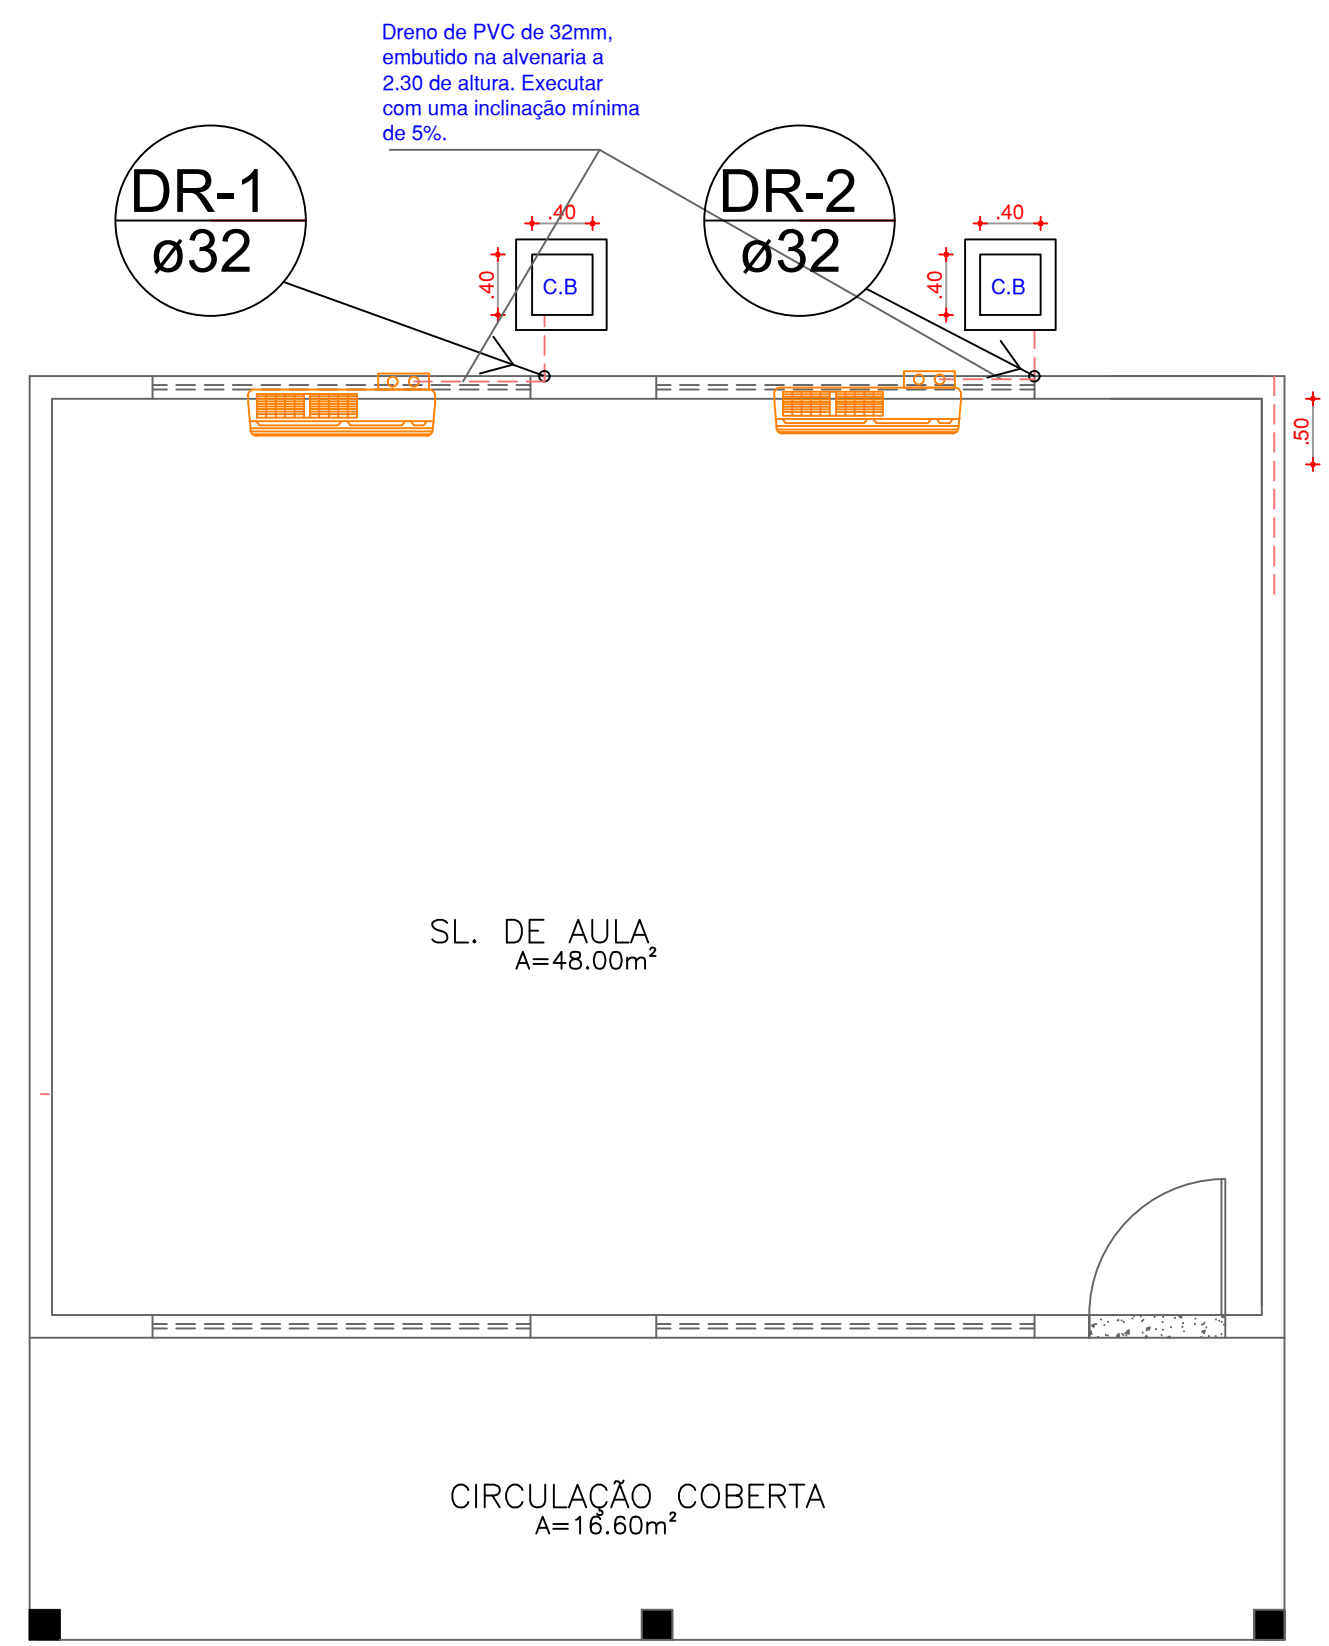 Dreno de PVC de 32mm,
embutido na alvenaria a
2.30 de altura. Executar
com uma inclinação mínima
de 5%.
DR-1
ø32
DR-2
ø32
.40
.40
C.B
.40
.40
C.B
.50
SL. DE AULA
A=48.00m²
CIRCULAÇÃO COBERTA
A=16.60m²